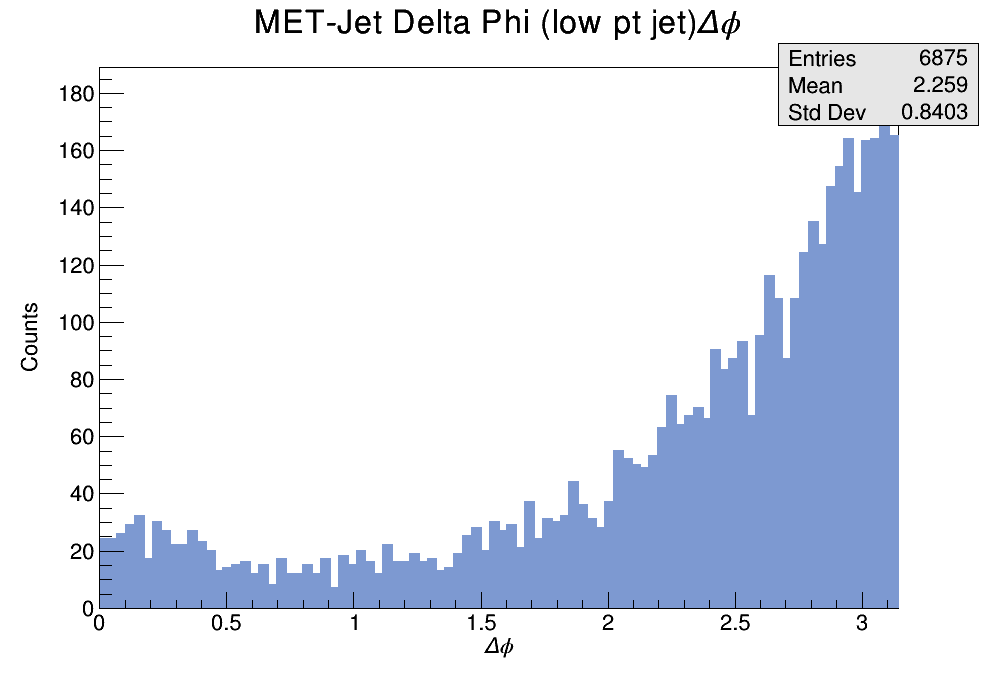 MET-Jet Delta Phi (low pt jet)Δϕ
Entries 6875
Mean 2.259
Std Dev 0.8403
180
160
140
120
100
80
60
40
20
0
Counts
0 0.5 1 1.5 2 2.5 3
Δϕ